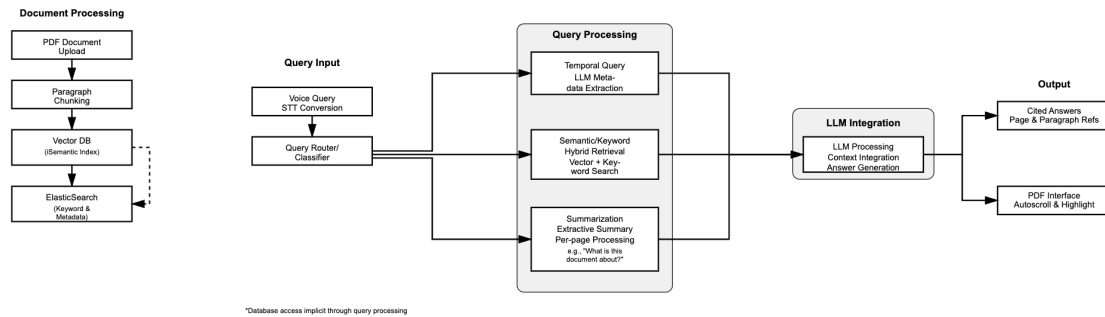 Document Processing
PDF Document
Upload
Paragraph
Chunking
Vector DB
(iSemantic Index)
ElasticSearch
(Keyword &
Metadata)
Query Input
Voice Query
STT Conversion
Query Router/
Classifier
Query Processing
Temporal Query
LLM Meta-
data Extraction
Semantic/Keyword
Hybrid Retrieval
Vector + Key-
word Search
Summarization
Extractive Summary
Per-page Processing
e.g., "What is this
document about?"
LLM Integration
LLM Processing
Context Integration
Answer Generation
Output
Cited Answers
Page & Paragraph Refs
PDF Interface
Autoscroll & Highlight
*Database access implicit through query processing